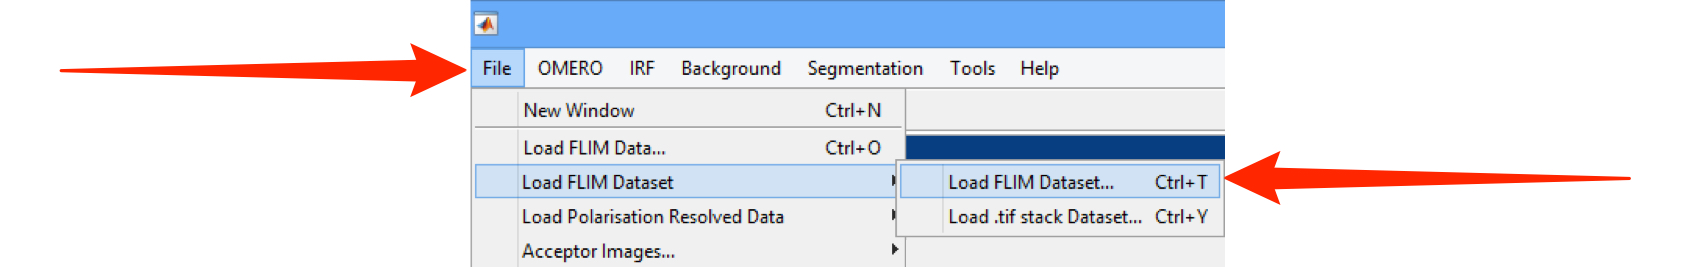 File OMERO IRF Background Segmentation Tools Help
New Window Ctrl+N
Load FLIM Data... Ctrl+O
Load FLIM Dataset
Load FLIM Dataset... Ctrl+T
Load Polarisation Resolved Data
Load .tif stack Dataset... Ctrl+Y
Acceptor Images...